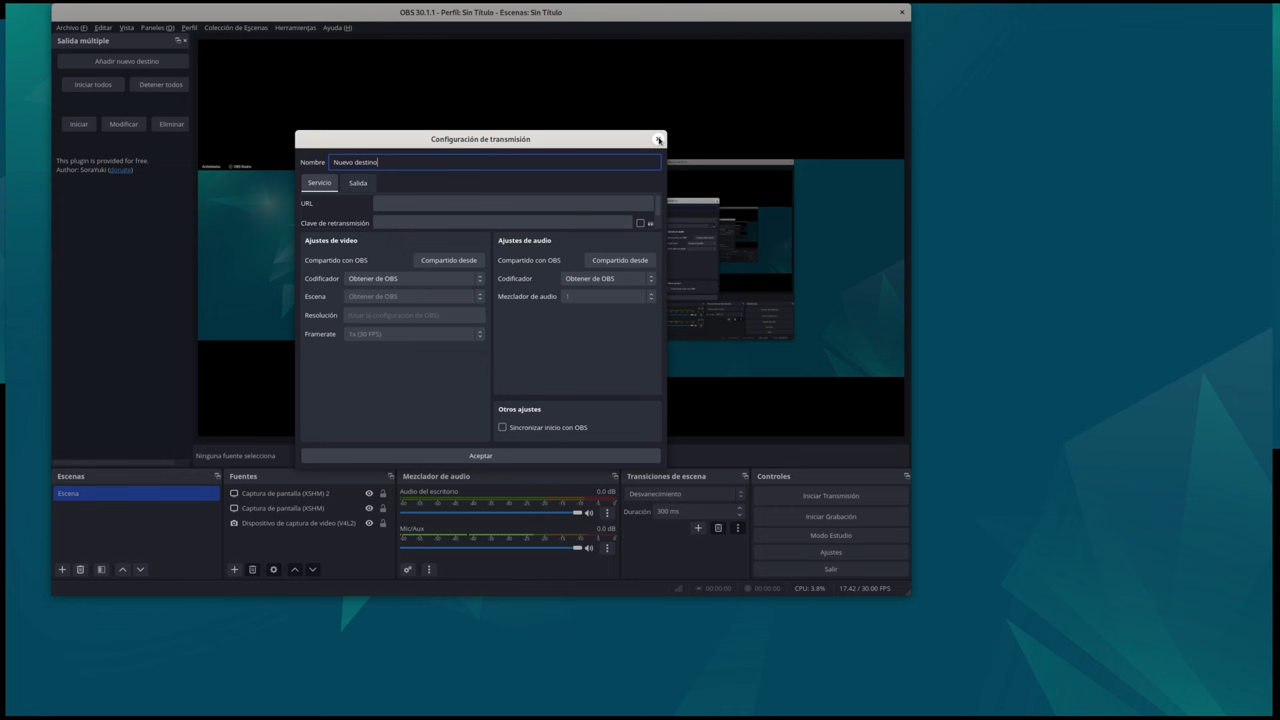 OBS 30.1.1 - Perfil: Sin Título - Escenas: Sin Título
Archivo (F) Editar Vista Paneles (D) Perfil Colección de Escenas Herramientas Ayuda (H)
Salida múltiple
Añadir nuevo destino
Iniciar todos Detener todos
Iniciar Modificar Eliminar
This plugin is provided for free.
Author: SoraYuki (donate)
Configuración de transmisión
Nombre Nuevo destino
Servicio Salida
URL
Clave de retransmisión
Ajustes de video
Compartido con OBS Compartido desde
Codificador Obtener de OBS
Escena Obtener de OBS
Resolución (Usar la configuración de OBS)
Framerate 1x (30 FPS)
Ajustes de audio
Compartido con OBS Compartido desde
Codificador Obtener de OBS
Mezclador de audio 1
Otros ajustes
Sincronizar inicio con OBS
Aceptar
Ninguna fuente selecciona
Escenas
Escena
Fuentes
Captura de pantalla (XSHM) 2
Captura de pantalla (XSHM)
Dispositivo de captura de video (V4L2)
Mezclador de audio
Audio del escritorio 0.0 dB
Mic/Aux 0.0 dB
Transiciones de escena
Desvanecimiento
Duración 300 ms
Controles
Iniciar Transmisión
Iniciar Grabación
Modo Estudio
Ajustes
Salir
00:00:00 00:00:00 CPU: 3.8% 17.42 / 30.00 FPS